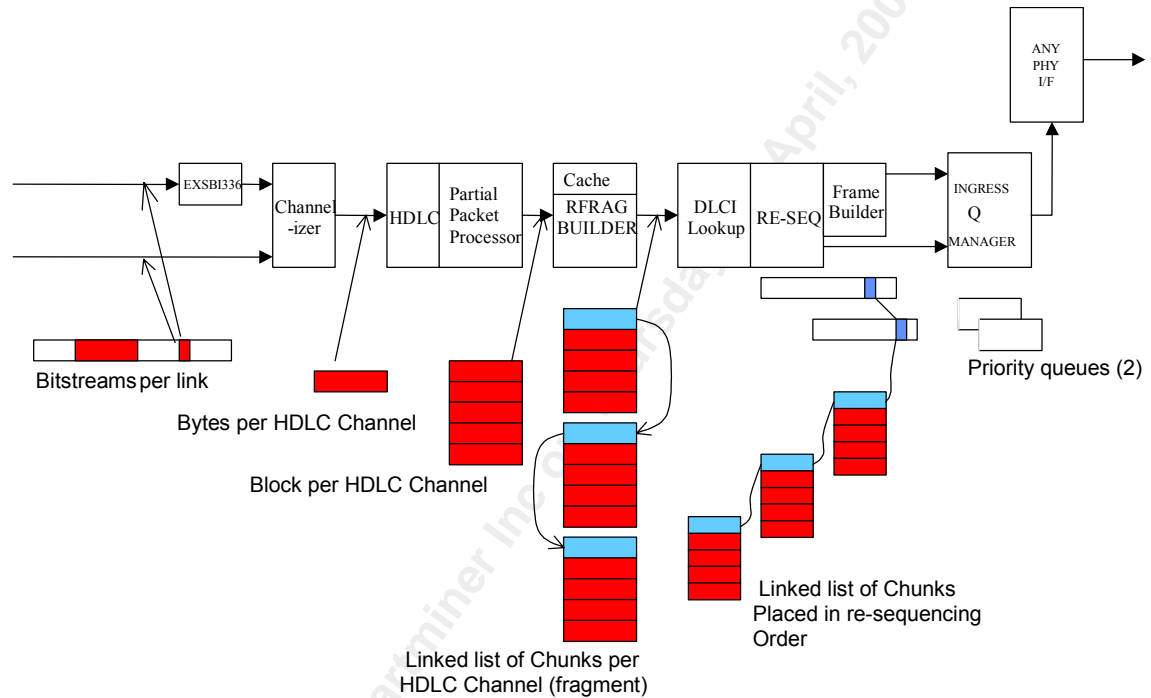 ANY
PHY
I/F
EXSBI336
Channel
-izer
HDLC
Partial
Packet
Processor
Cache
RFRAG
BUILDER
DLCI
Lookup
RE-SEQ
Frame
Builder
INGRESS
Q
MANAGER
Bitstreams per link
Bytes per HDLC Channel
Block per HDLC Channel
Priority queues (2)
Linked list of Chunks
Placed in re-sequencing
Order
Linked list of Chunks per
HDLC Channel (fragment)